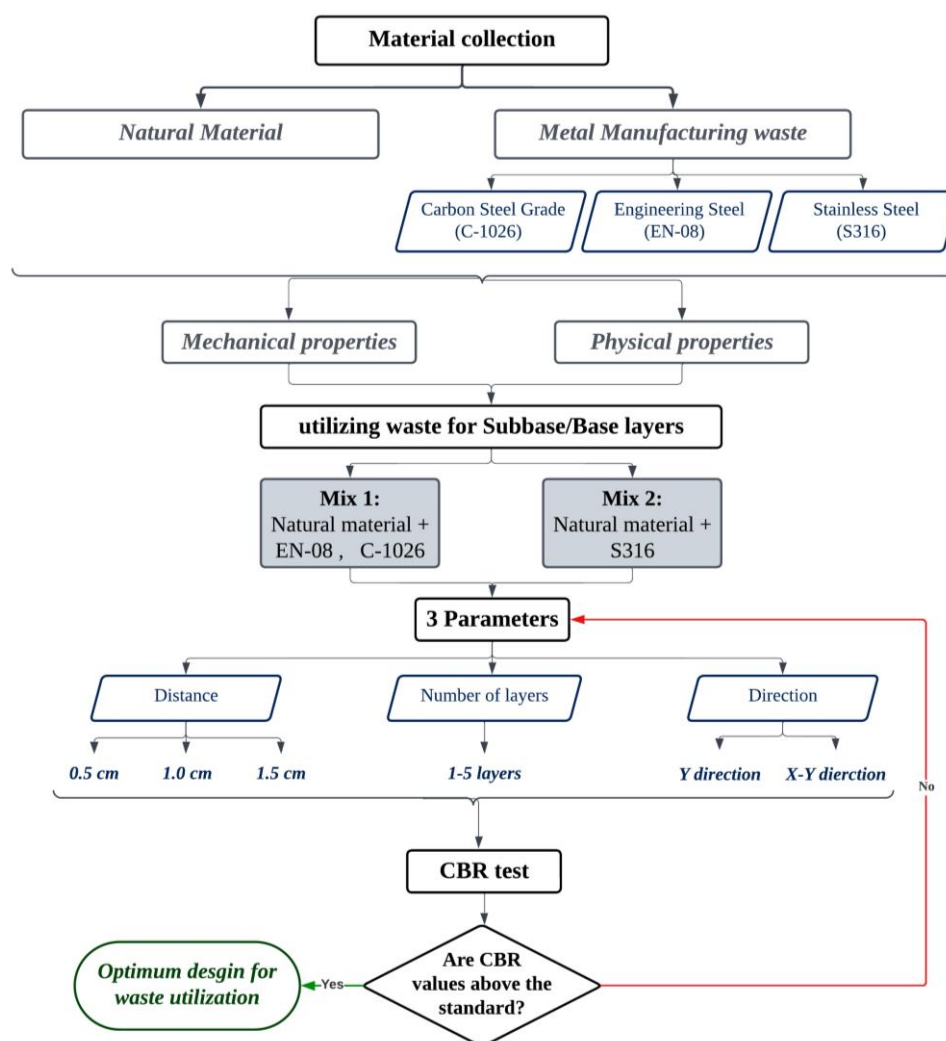 Material collection
Natural Material
Metal Manufacturing waste
Carbon Steel Grade
(C-1026)
Engineering Steel
(EN-08)
Stainless Steel
(S316)
Mechanical properties
Physical properties
utilizing waste for Subbase/Base layers
Mix 1:
Natural material +
EN-08 , C-1026
Mix 2:
Natural material +
S316
3 Parameters
Distance
Number of layers
Direction
0.5 cm
1.0 cm
1.5 cm
1-5 layers
Y direction
X-Y dierction
No
CBR test
Are CBR
values above the
standard?
Yes
Optimum desgin for
waste utilization